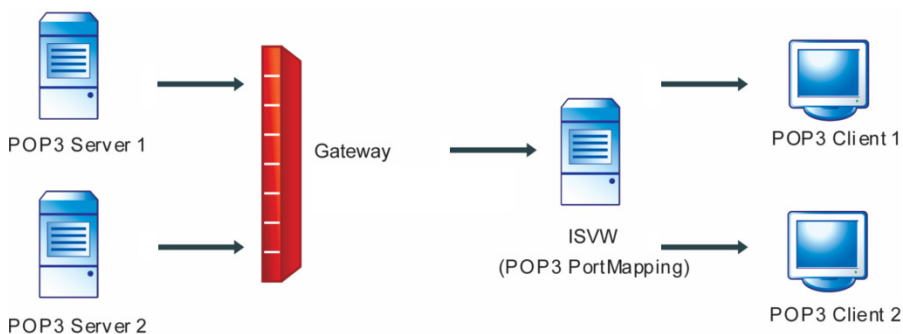 POP3 Server 1
Gateway
POP3 Client 1
ISVW
(POP3 PortMapping)
POP3 Server 2
POP3 Client 2